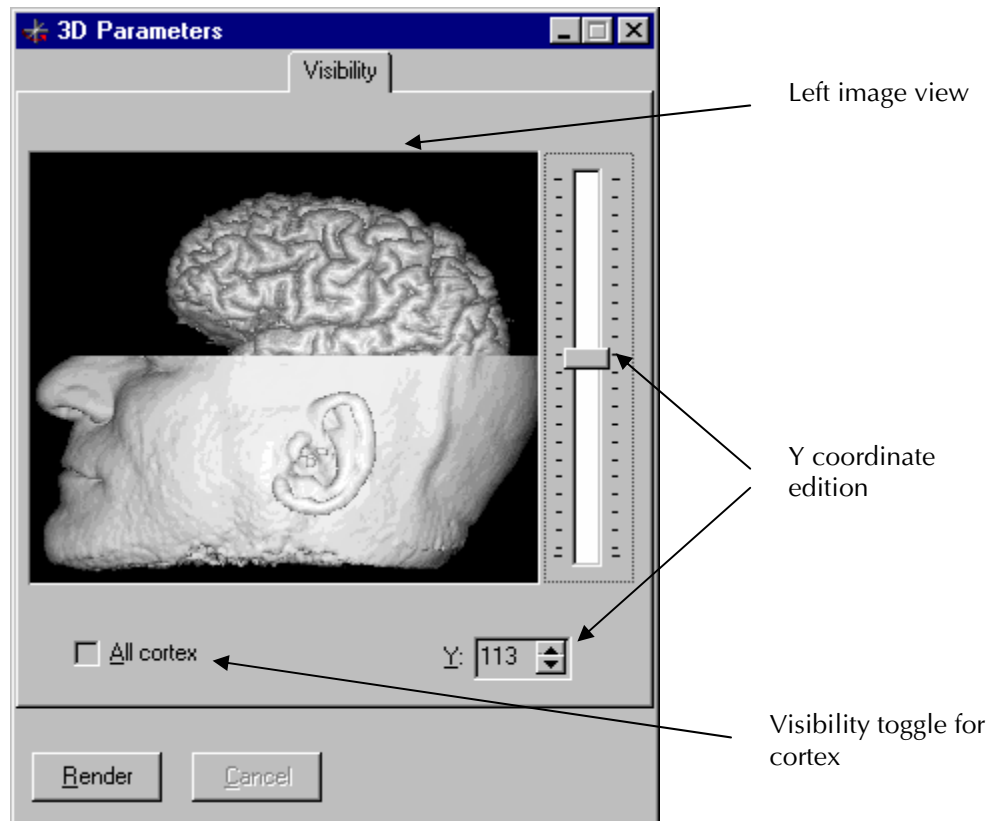 3D Parameters
Visibility
Left image view
Y coordinate
edition
All cortex
Y: 113
Visibility toggle for
cortex
Render
Cancel